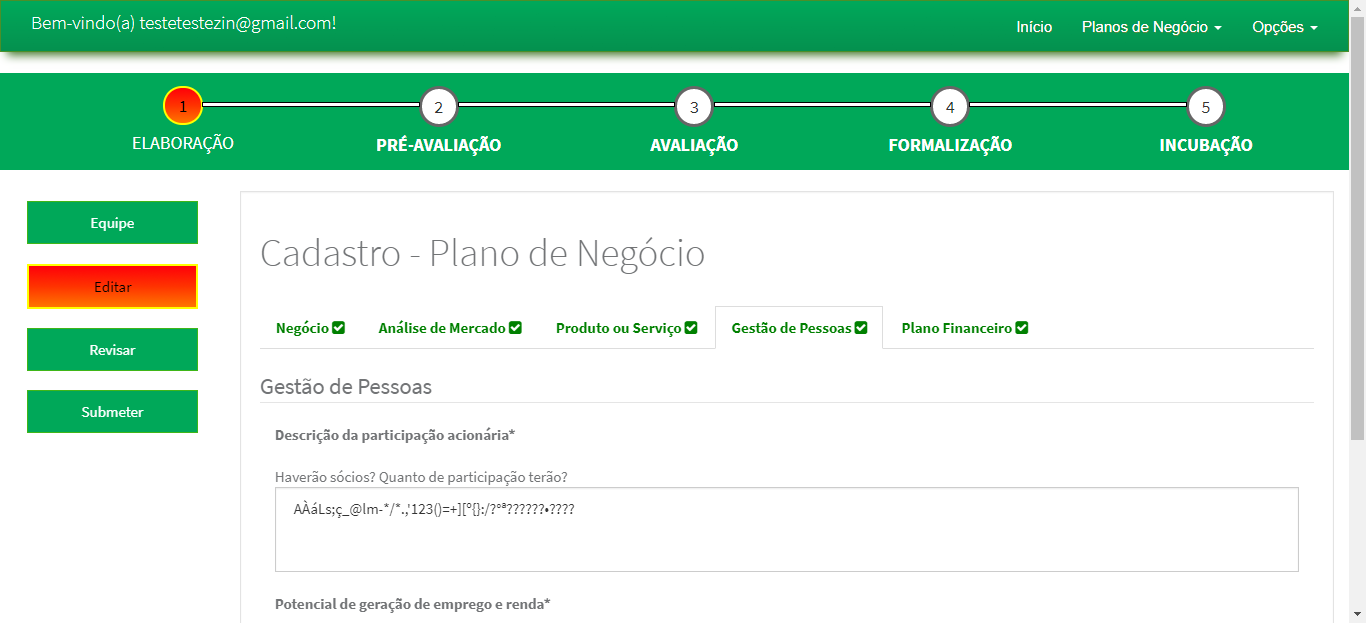 Bem-vindo(a) testetestezin@gmail.com!
Início Planos de Negócio Opções
1 2 3 4 5
ELABORAÇÃO PRÉ-AVALIAÇÃO AVALIAÇÃO FORMALIZAÇÃO INCUBAÇÃO
Equipe
Editar
Revisar
Submeter
Cadastro - Plano de Negócio
Negócio Análise de Mercado Produto ou Serviço Gestão de Pessoas Plano Financeiro
Gestão de Pessoas
Descrição da participação acionária*
Haverão sócios? Quanto de participação terão?
AÀáLs;ç_@lm-*/*.,'123()=+][º{}:/?°ª??????•????
Potencial de geração de emprego e renda*